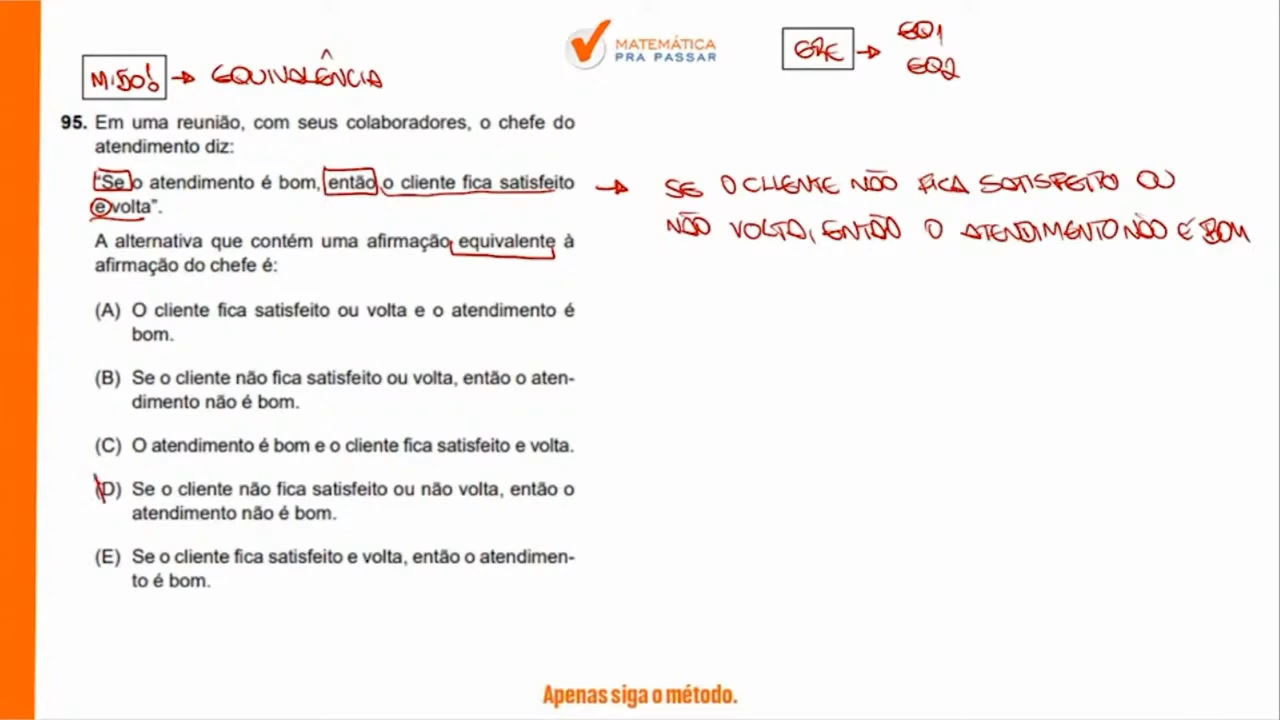 MATEMÁTICA
PRA PASSAR
EQ1
EQ2
→ EQUIVALÊNCIA
95. Em uma reunião, com seus colaboradores, o chefe do
atendimento diz:
“Se o atendimento é bom, então o cliente fica satisfeito
e volta”.
→ SE O CLIENTE NÃO FICA SATISFEITO OU
NÃO VOLTA, ENTÃO O ATENDIMENTO NÃO É BOM
A alternativa que contém uma afirmação equivalente à
afirmação do chefe é:
(A) O cliente fica satisfeito ou volta e o atendimento é
bom.
(B) Se o cliente não fica satisfeito ou volta, então o aten-
dimento não é bom.
(C) O atendimento é bom e o cliente fica satisfeito e volta.
(D) Se o cliente não fica satisfeito ou não volta, então o
atendimento não é bom.
(E) Se o cliente fica satisfeito e volta, então o atendimen-
to é bom.
Apenas siga o método.